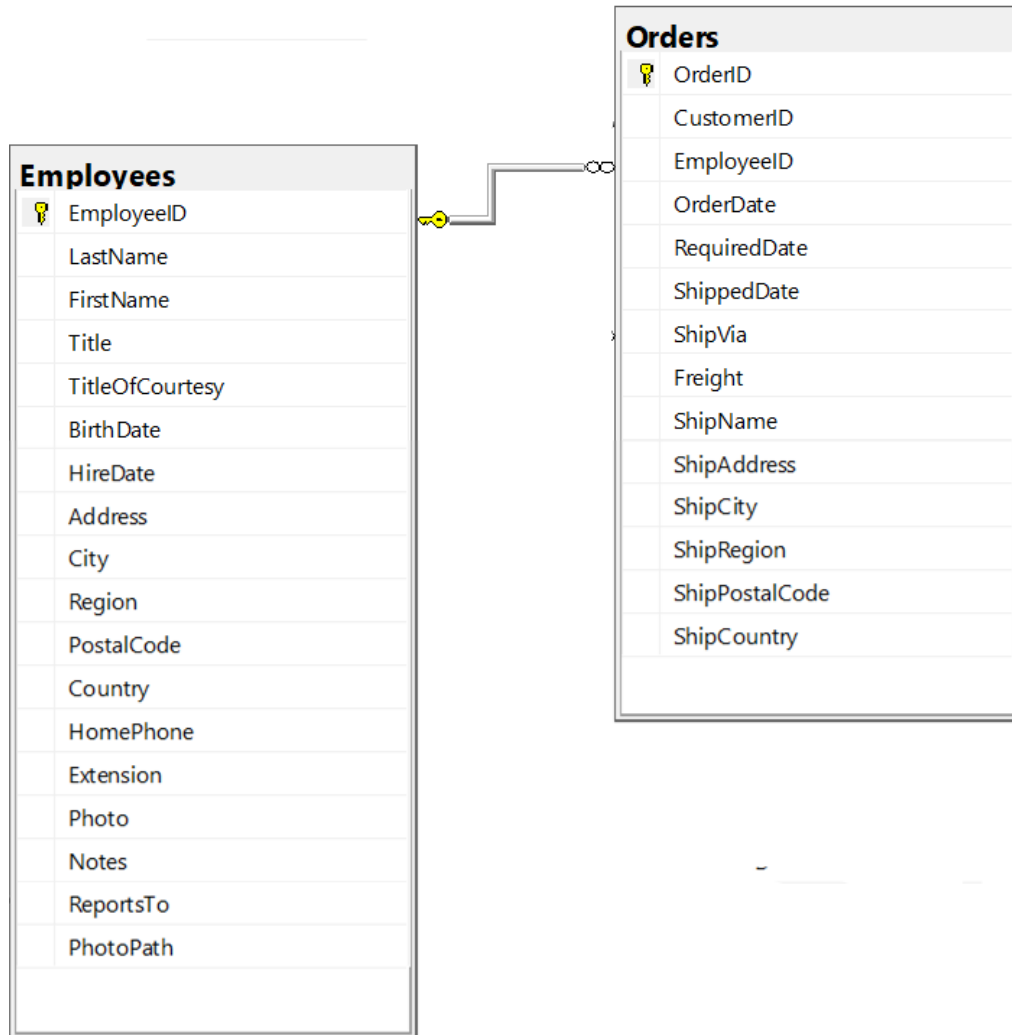 Employees
EmployeeID
LastName
FirstName
Title
TitleOfCourtesy
BirthDate
HireDate
Address
City
Region
PostalCode
Country
HomePhone
Extension
Photo
Notes
ReportsTo
PhotoPath
Orders
OrderID
CustomerID
EmployeeID
OrderDate
RequiredDate
ShippedDate
ShipVia
Freight
ShipName
ShipAddress
ShipCity
ShipRegion
ShipPostalCode
ShipCountry